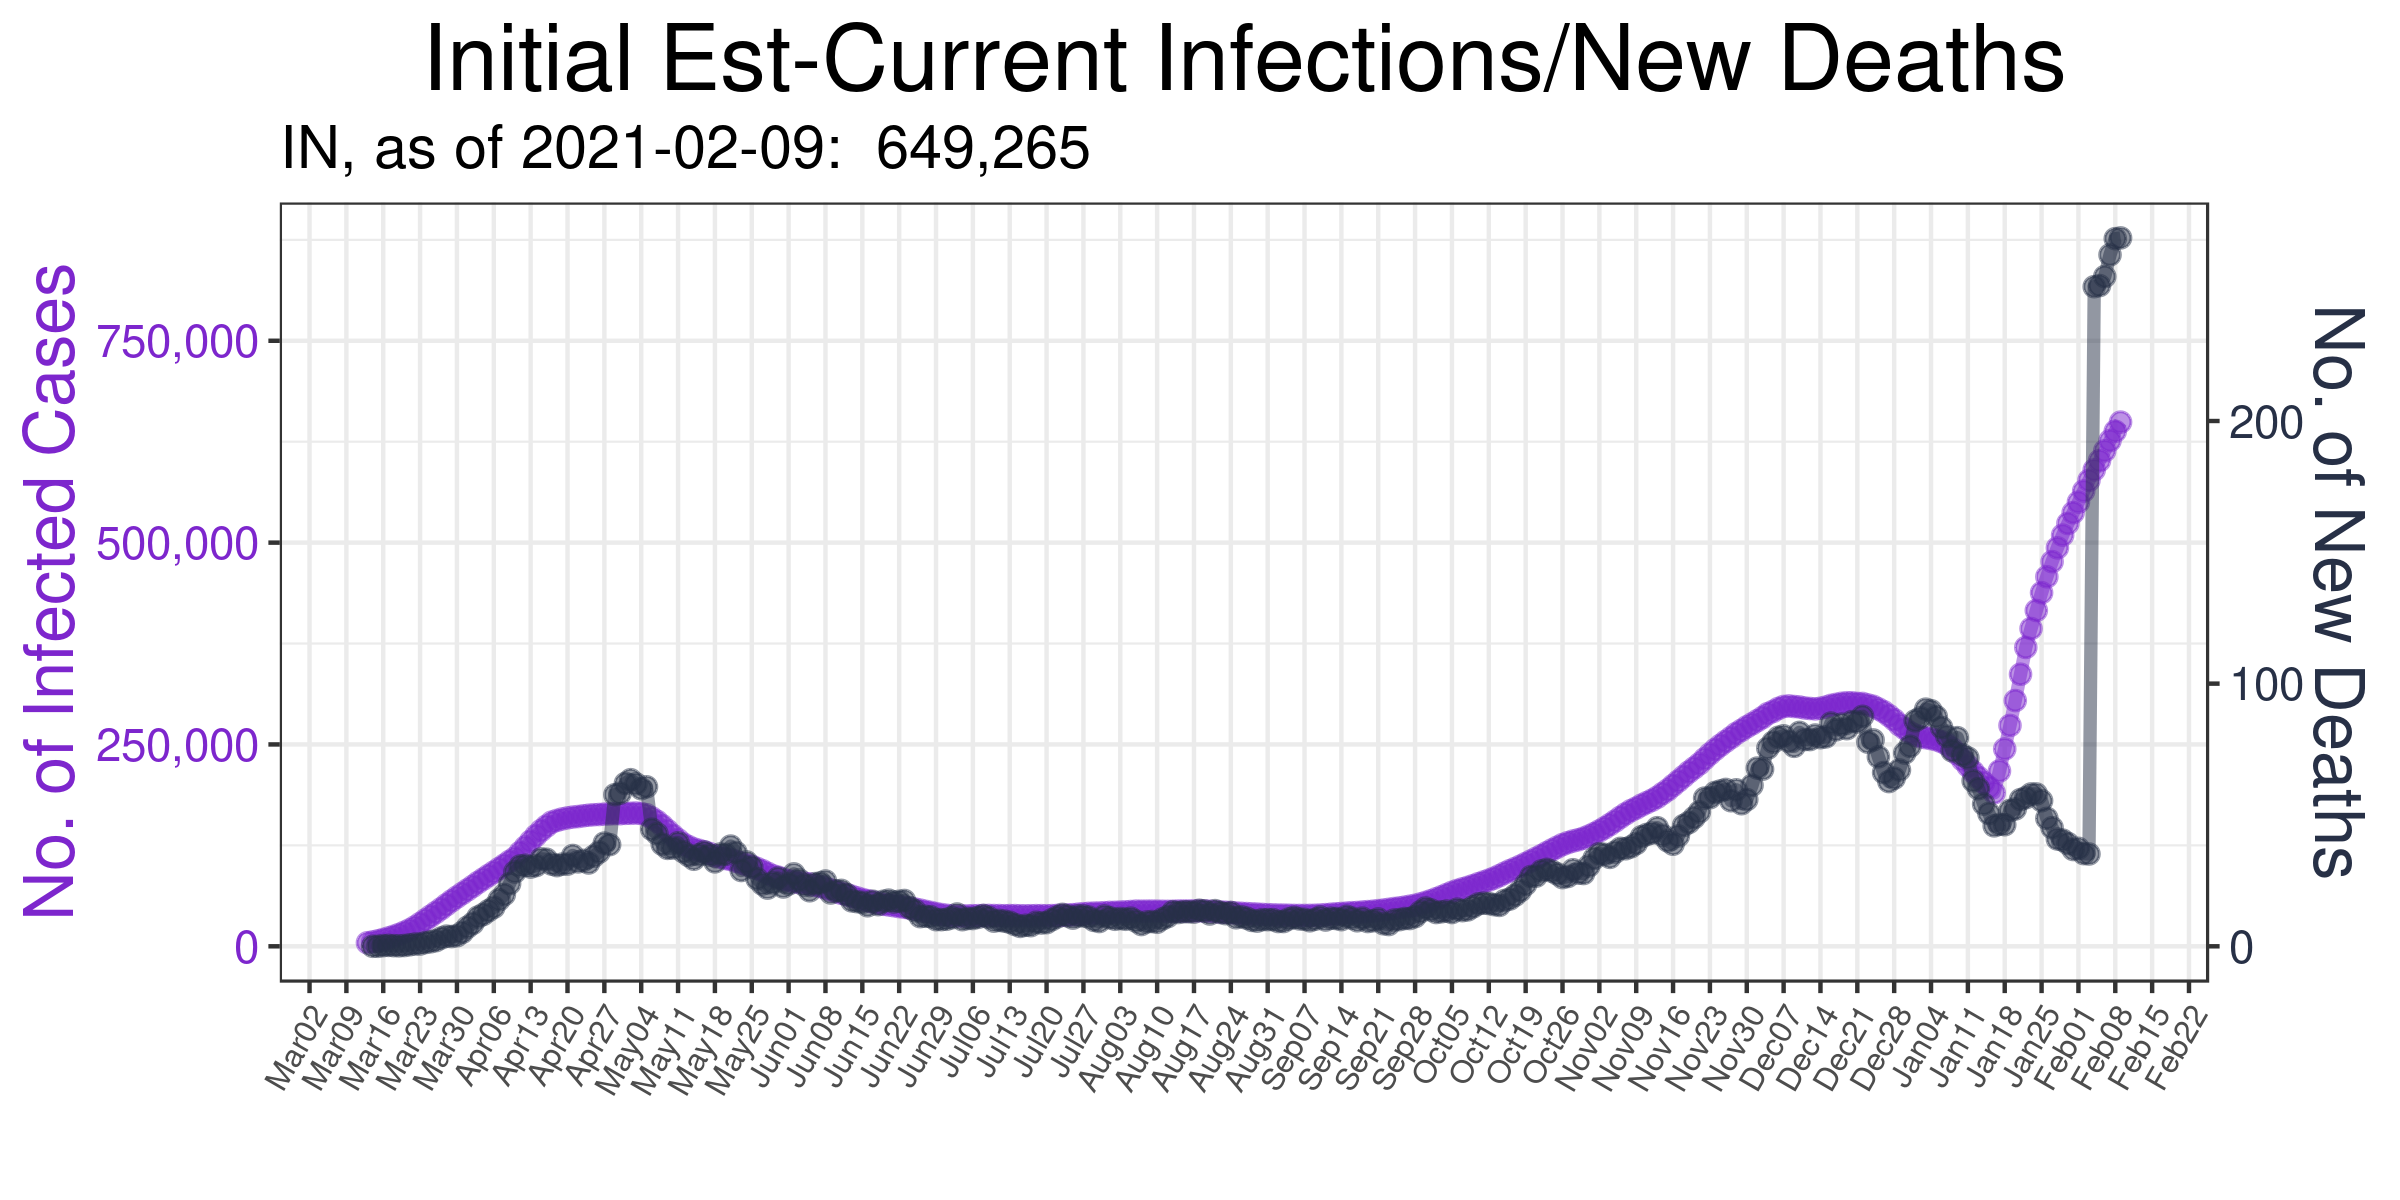 Initial Est-Current Infections/New Deaths
IN, as of 2021-02-09:  649,265
No. of Infected Cases
750,000
500,000
250,000
0
200
100
0
No. of New Deaths
Mar02
Mar09
Mar16
Mar23
Mar30
Apr06
Apr13
Apr20
Apr27
May04
May11
May18
May25
Jun01
Jun08
Jun15
Jun22
Jun29
Jul06
Jul13
Jul20
Jul27
Aug03
Aug10
Aug17
Aug24
Aug31
Sep07
Sep14
Sep21
Sep28
Oct05
Oct12
Oct19
Oct26
Nov02
Nov09
Nov16
Nov23
Nov30
Dec07
Dec14
Dec21
Dec28
Jan04
Jan11
Jan18
Jan25
Feb01
Feb08
Feb15
Feb22